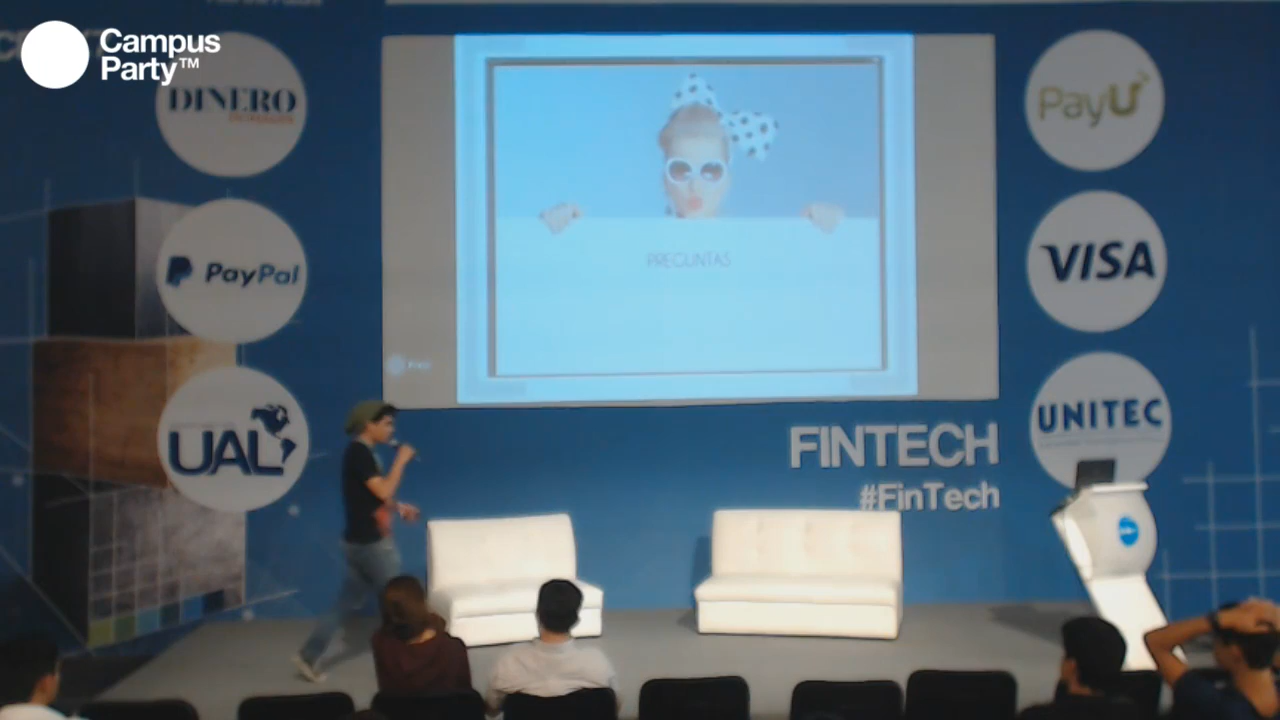 Campus
Party™
DINERO
PayU
PayPal
VISA
PREGUNTAS
UAL
UNITEC
FINTECH
#FinTech